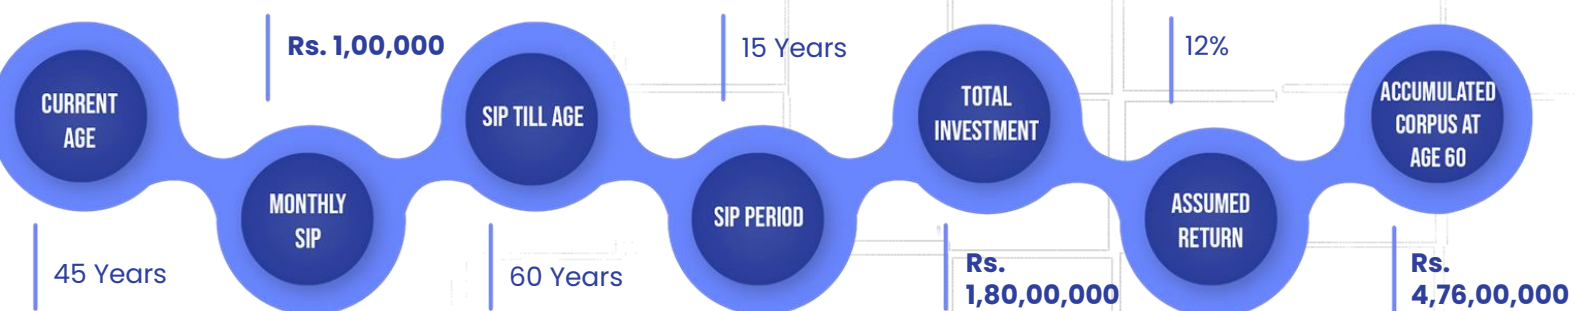 CURRENT
AGE
45 Years
Rs. 1,00,000
MONTHLY
SIP
SIP TILL AGE
60 Years
15 Years
SIP PERIOD
TOTAL
INVESTMENT
Rs.
1,80,00,000
12%
ASSUMED
RETURN
ACCUMULATED
CORPUS AT
AGE 60
Rs.
4,76,00,000